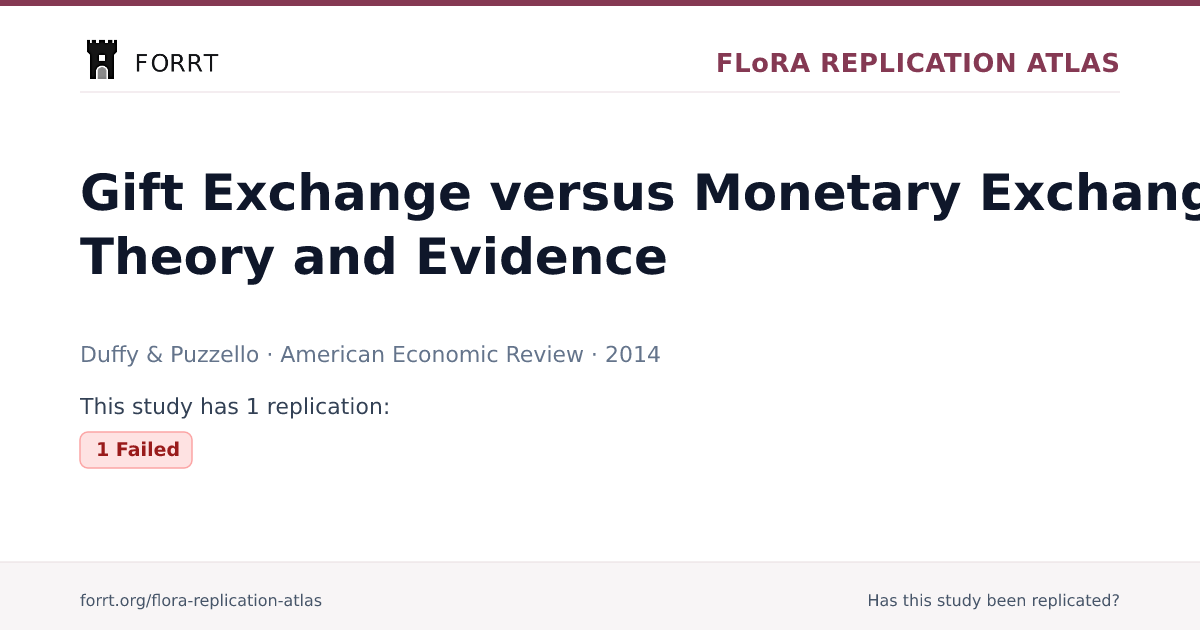 FORRT
FLoRA REPLICATION ATLAS
Gift Exchange versus Monetary Exchang
Theory and Evidence
Duffy & Puzzello · American Economic Review · 2014
This study has 1 replication:
1 Failed
forrt.org/flora-replication-atlas
Has this study been replicated?